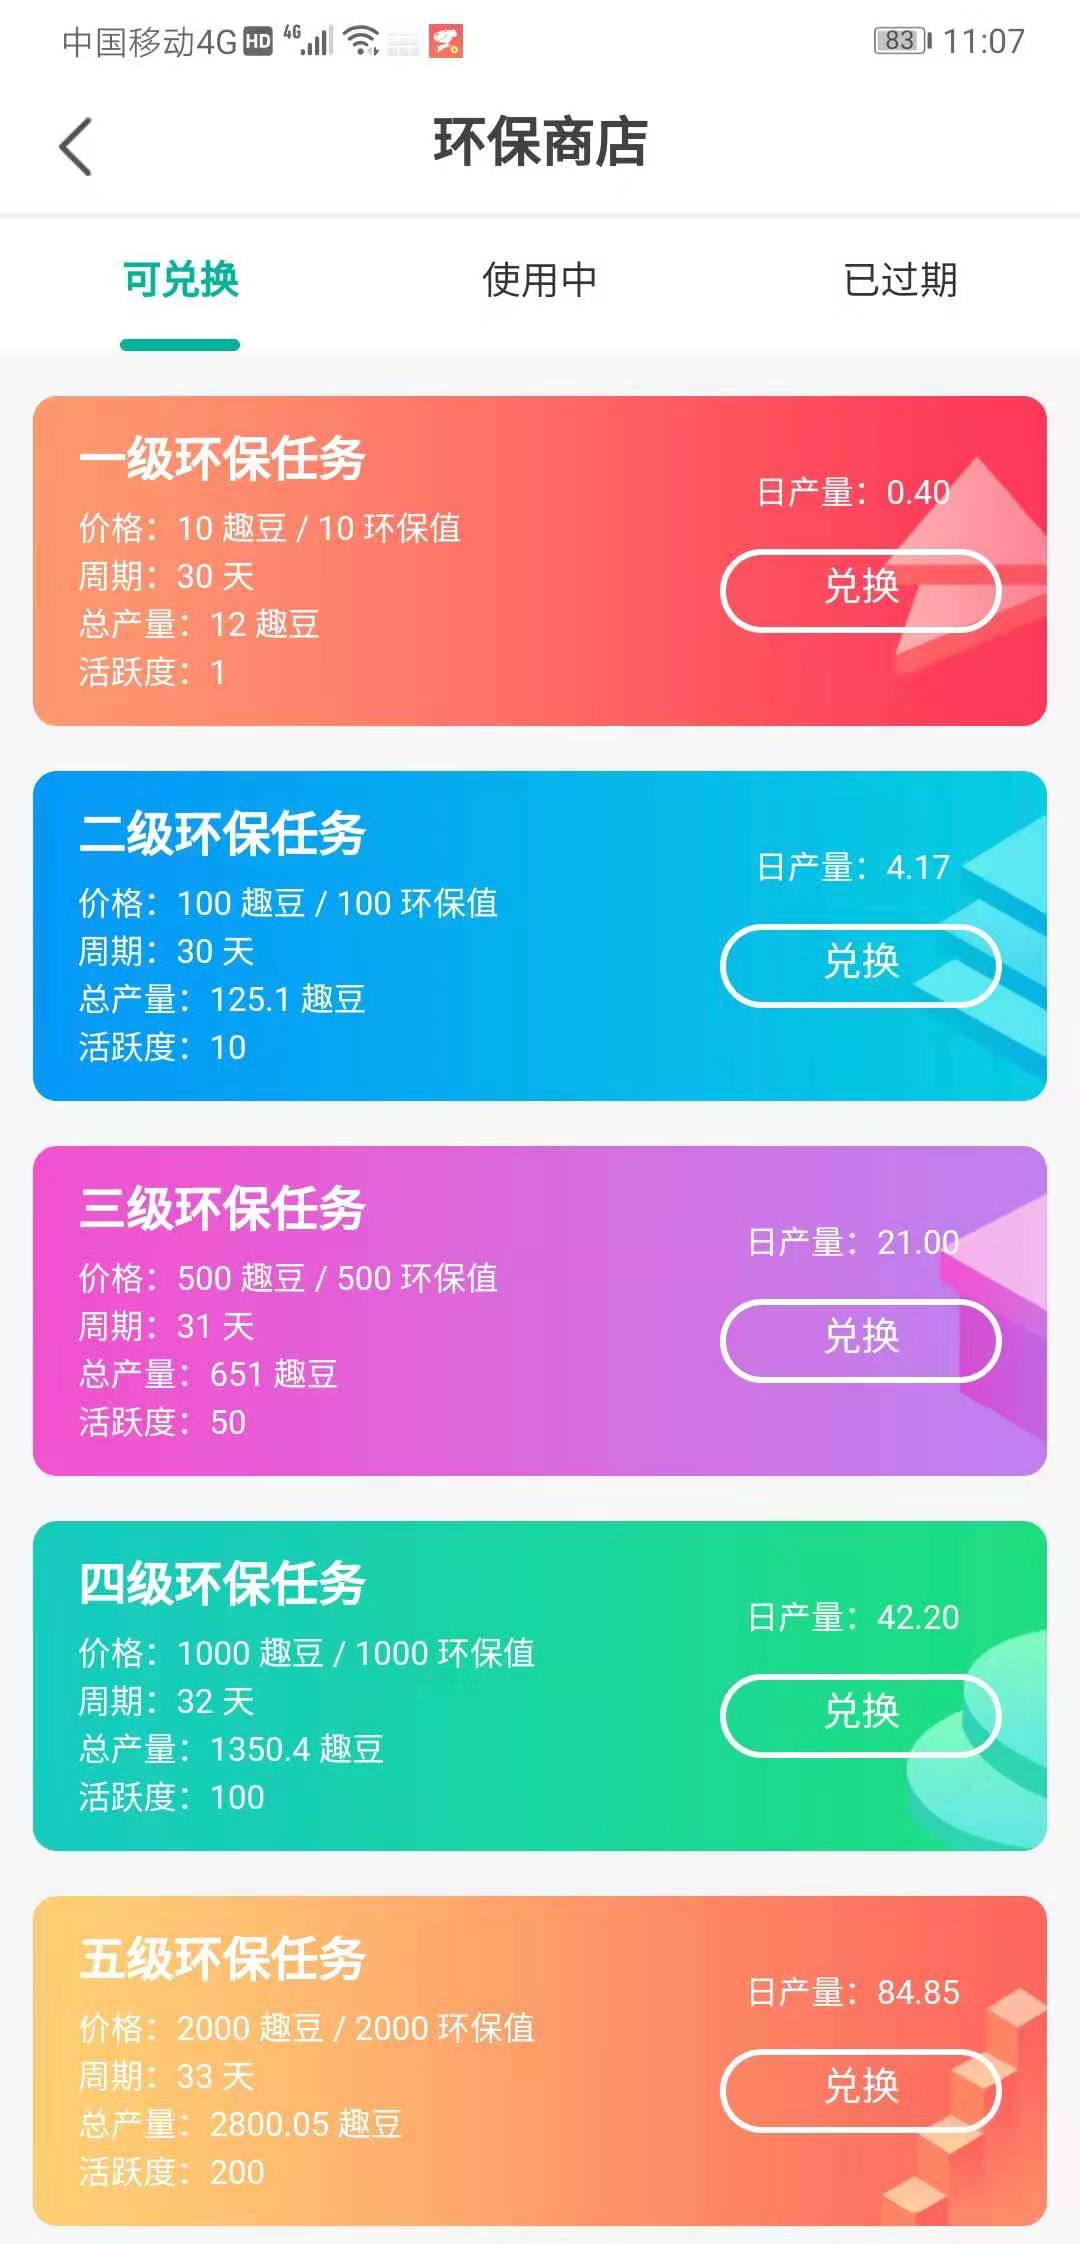 中国移动4G HD 4G 83 11:07
环保商店
可兑换 使用中 已过期
一级环保任务
价格：10 趣豆 / 10 环保值
周期：30 天
总产量：12 趣豆
活跃度：1
日产量：0.40
兑换
二级环保任务
价格：100 趣豆 / 100 环保值
周期：30 天
总产量：125.1 趣豆
活跃度：10
日产量：4.17
兑换
三级环保任务
价格：500 趣豆 / 500 环保值
周期：31 天
总产量：651 趣豆
活跃度：50
日产量：21.00
兑换
四级环保任务
价格：1000 趣豆 / 1000 环保值
周期：32 天
总产量：1350.4 趣豆
活跃度：100
日产量：42.20
兑换
五级环保任务
价格：2000 趣豆 / 2000 环保值
周期：33 天
总产量：2800.05 趣豆
活跃度：200
日产量：84.85
兑换